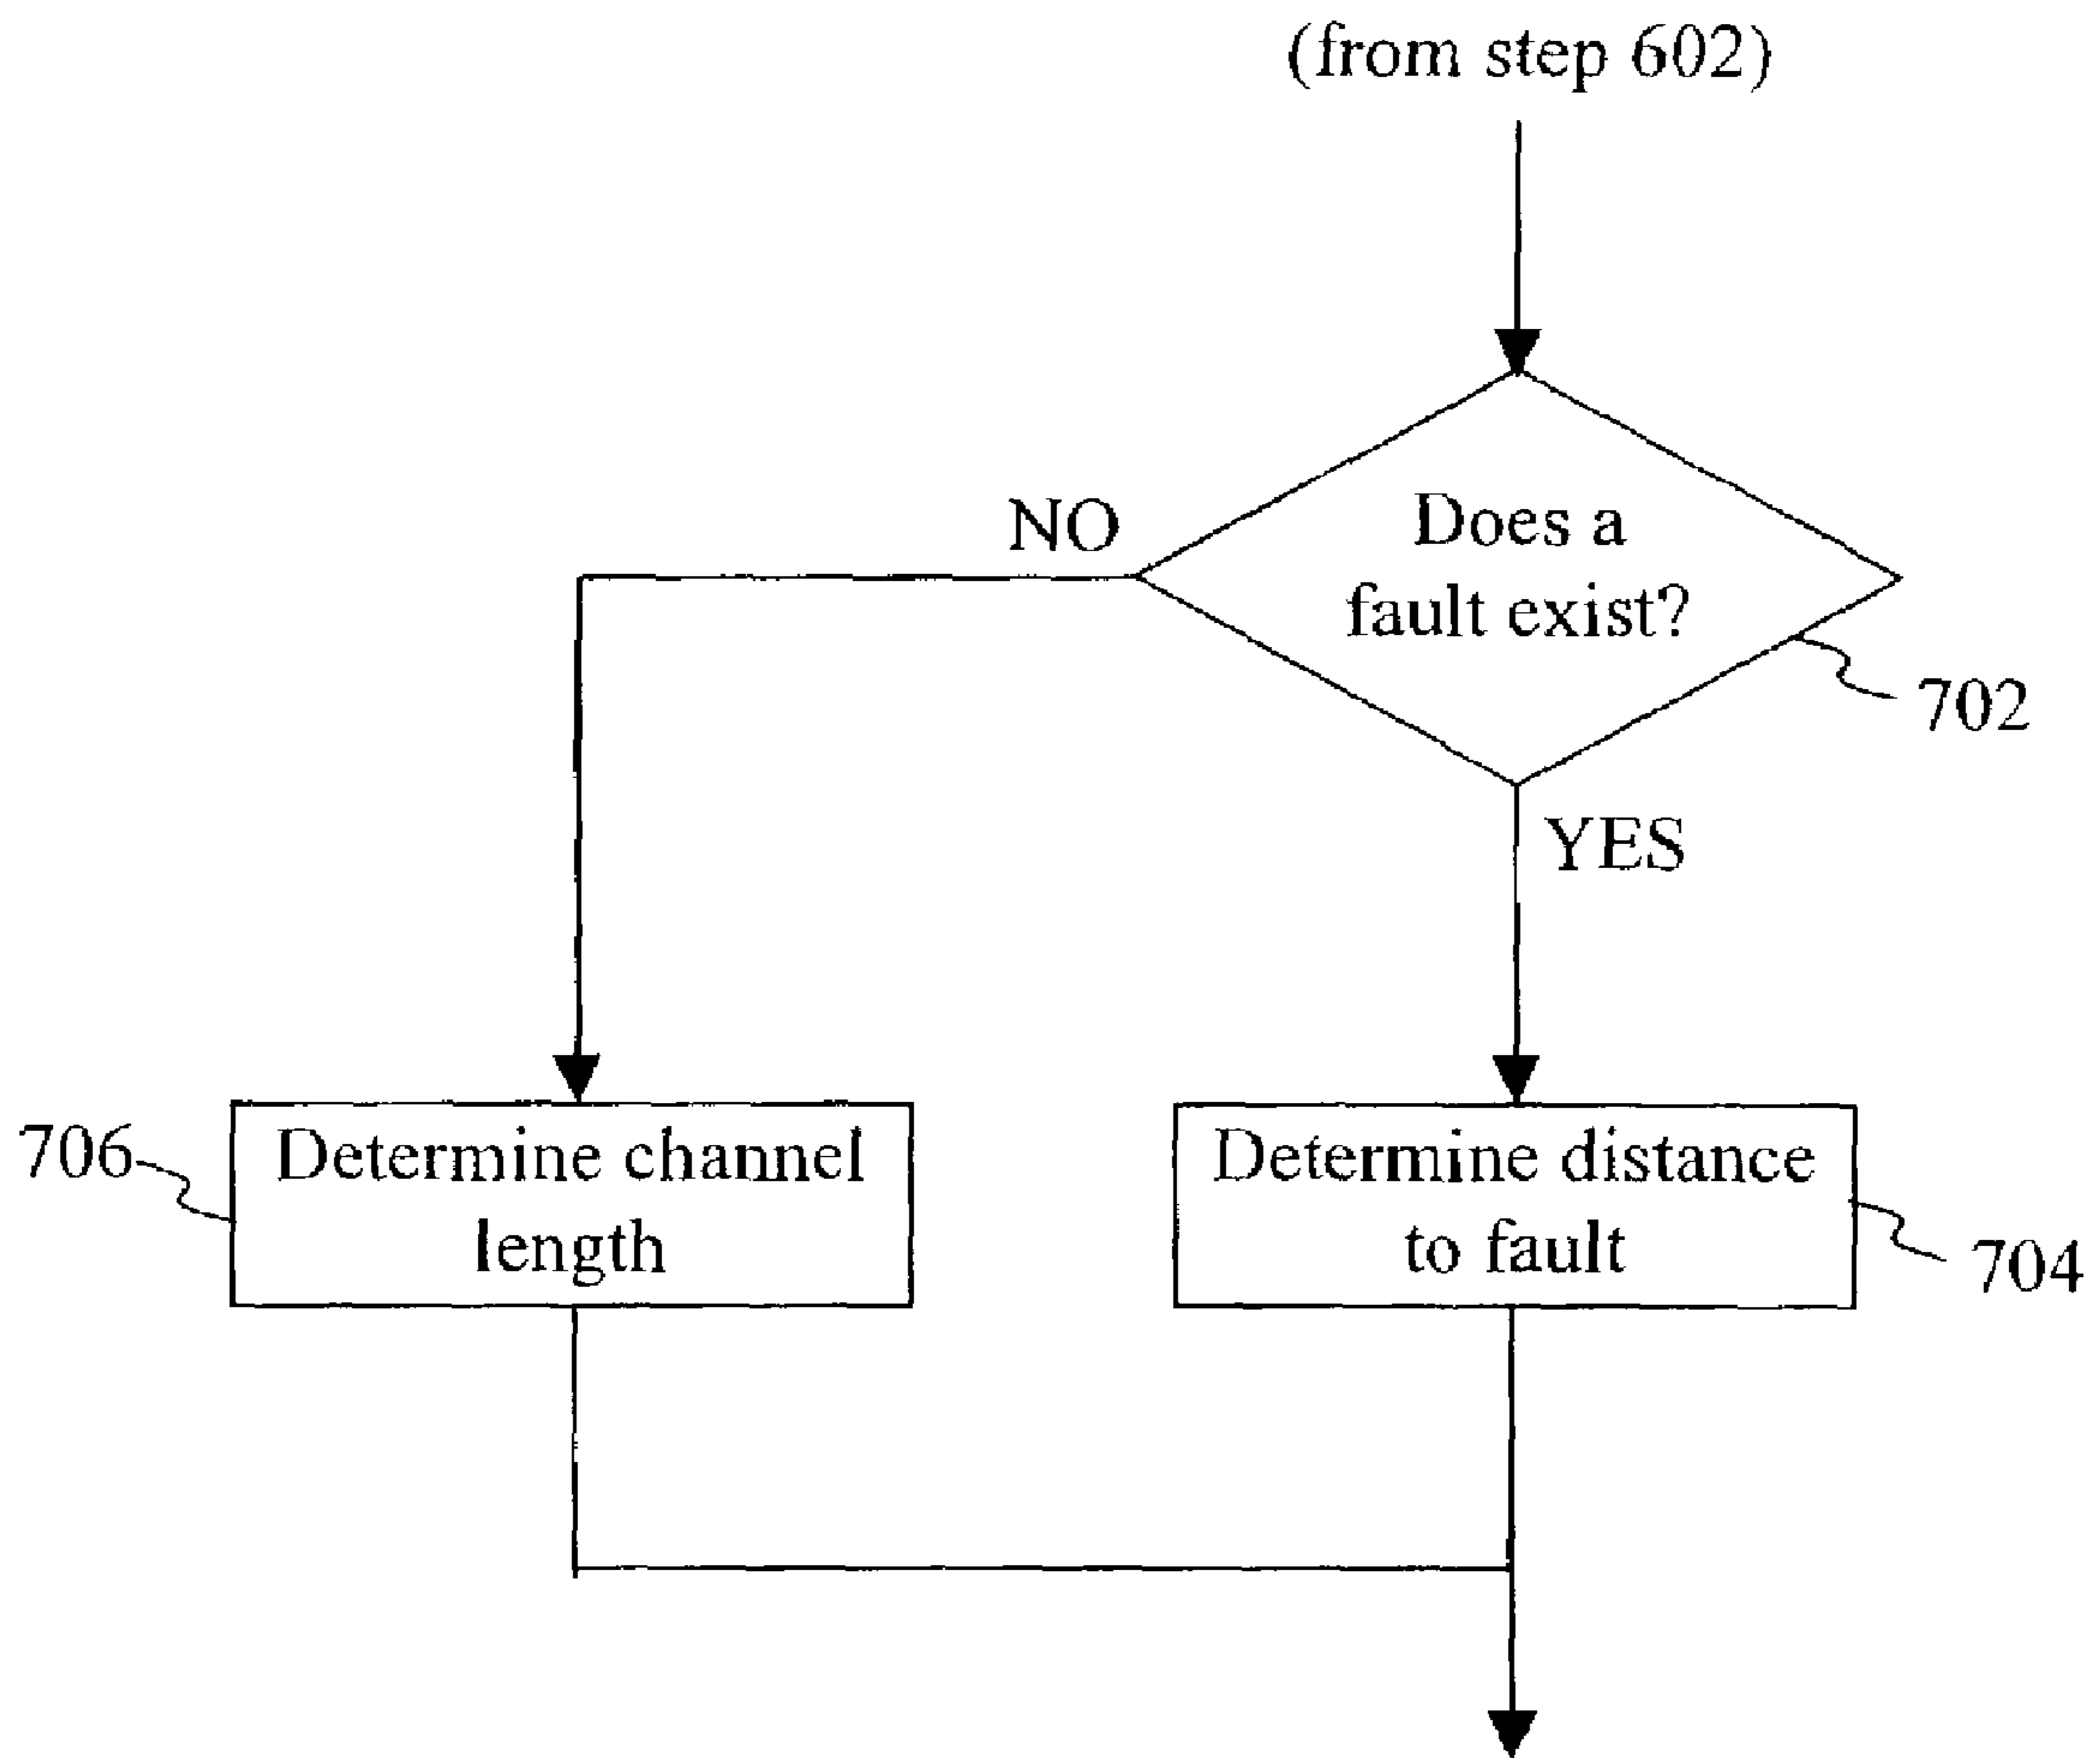 (from step 602)
NO
Does a
fault exist?
702
YES
706
Determine channel
length
Determine distance
to fault
704